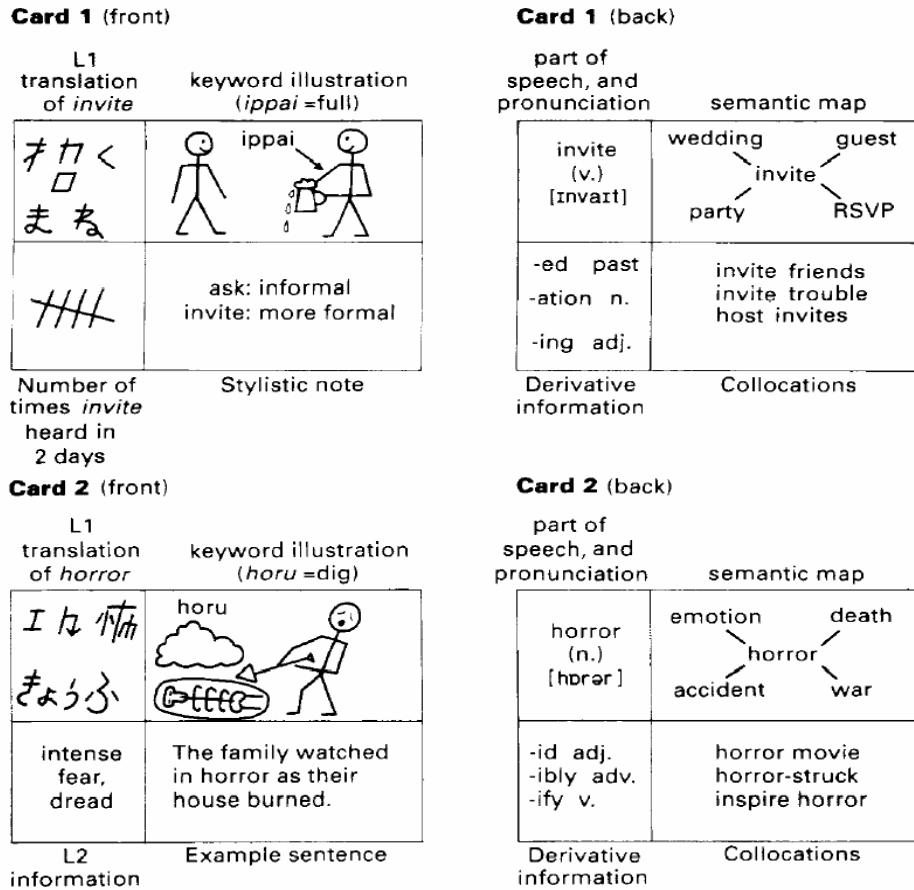 Card 1 (front)
L1
translation
of invite
keyword illustration
(ippai =full)
まね
ippai
ask: informal
invite: more formal
Number of
times invite
heard in
2 days
Stylistic note
Card 1 (back)
part of
speech, and
pronunciation
semantic map
invite
(v.)
[ɪnvaɪt]
wedding guest
invite
party RSVP
-ed past
-ation n.
-ing adj.
invite friends
invite trouble
host invites
Derivative
information
Collocations
Card 2 (front)
L1
translation
of horror
keyword illustration
(horu =dig)
きょうふ
horu
intense
fear,
dread
The family watched
in horror as their
house burned.
L2
information
Example sentence
Card 2 (back)
part of
speech, and
pronunciation
semantic map
horror
(n.)
[hɒrər]
emotion death
horror
accident war
-id adj.
-ibly adv.
-ify v.
horror movie
horror-struck
inspire horror
Derivative
information
Collocations